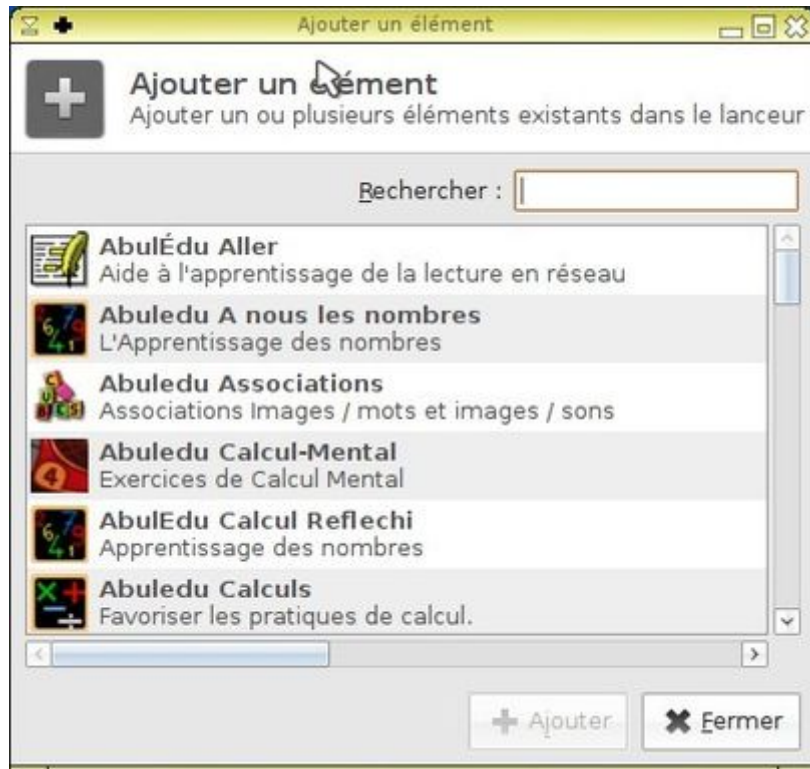 Ajouter un élément
Ajouter un élément
Ajouter un ou plusieurs éléments existants dans le lanceur
Rechercher :
AbulÉdu Aller
Aide à l'apprentissage de la lecture en réseau
Abuledu A nous les nombres
L'Apprentissage des nombres
Abuledu Associations
Associations Images / mots et images / sons
Abuledu Calcul-Mental
Exercices de Calcul Mental
AbulEdu Calcul Reflechi
Apprentissage des nombres
Abuledu Calculs
Favoriser les pratiques de calcul.
Ajouter
Fermer